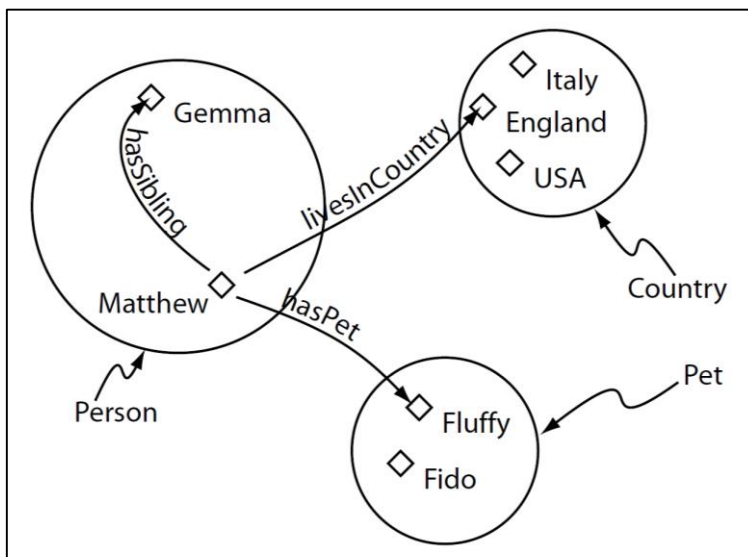 Italy
England
USA
Gemma
hasSibling
livesInCountry
Matthew
hasPet
Country
Person
Pet
Fluffy
Fido